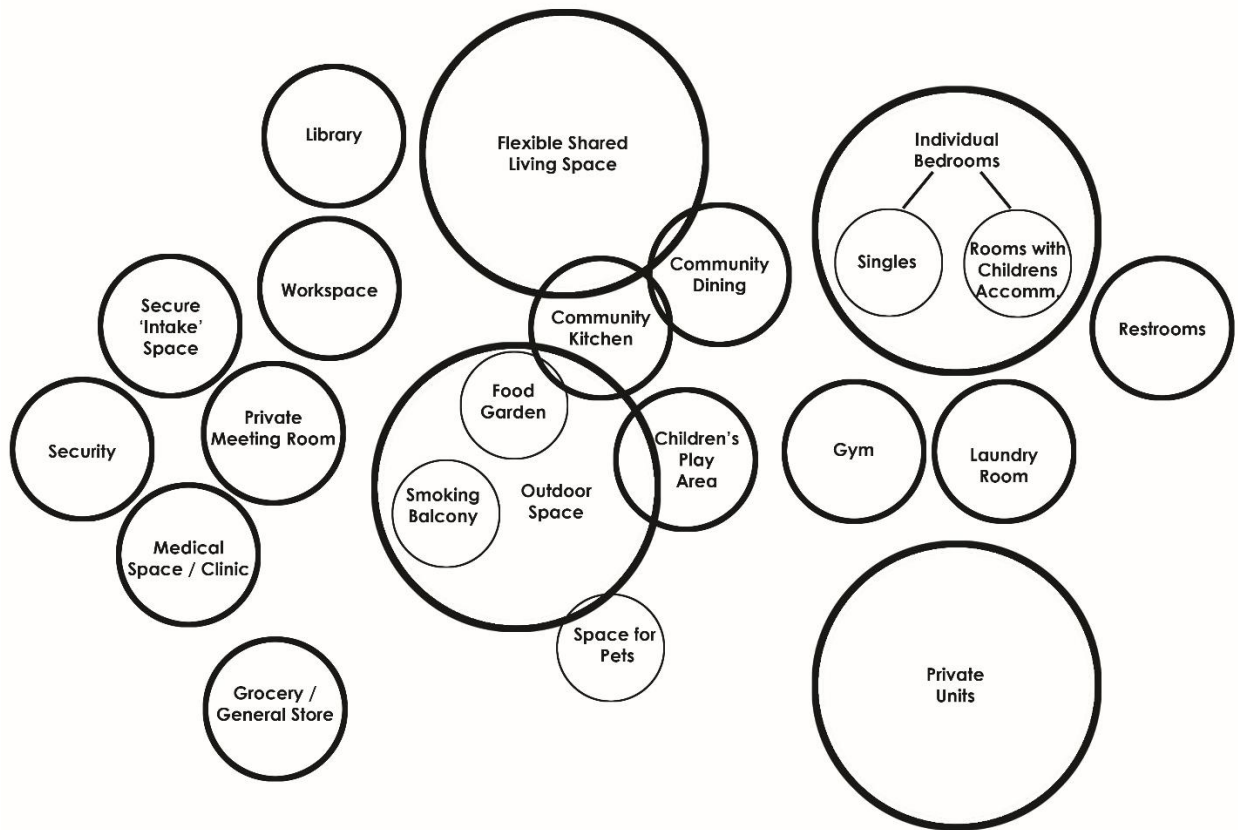 Library
Flexible Shared
Living Space
Individual
Bedrooms
Singles
Rooms with
Childrens
Accomm.
Community
Dining
Workspace
Secure
‘Intake’
Space
Community
Kitchen
Restrooms
Food
Garden
Private
Meeting Room
Security
Children’s
Play
Area
Gym
Laundry
Room
Smoking
Balcony
Outdoor
Space
Medical
Space / Clinic
Space for
Pets
Grocery /
General Store
Private
Units